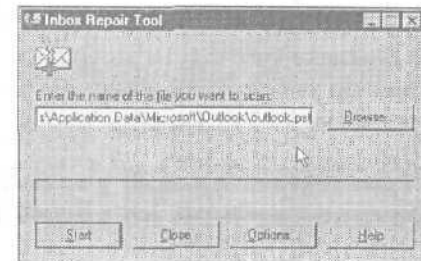 Inbox Repair Tool
Enter the name of the file you want to scan:
s\Application Data\Microsoft\Outlook\outlook.pst
Browse...
Start
Close
Options...
Help